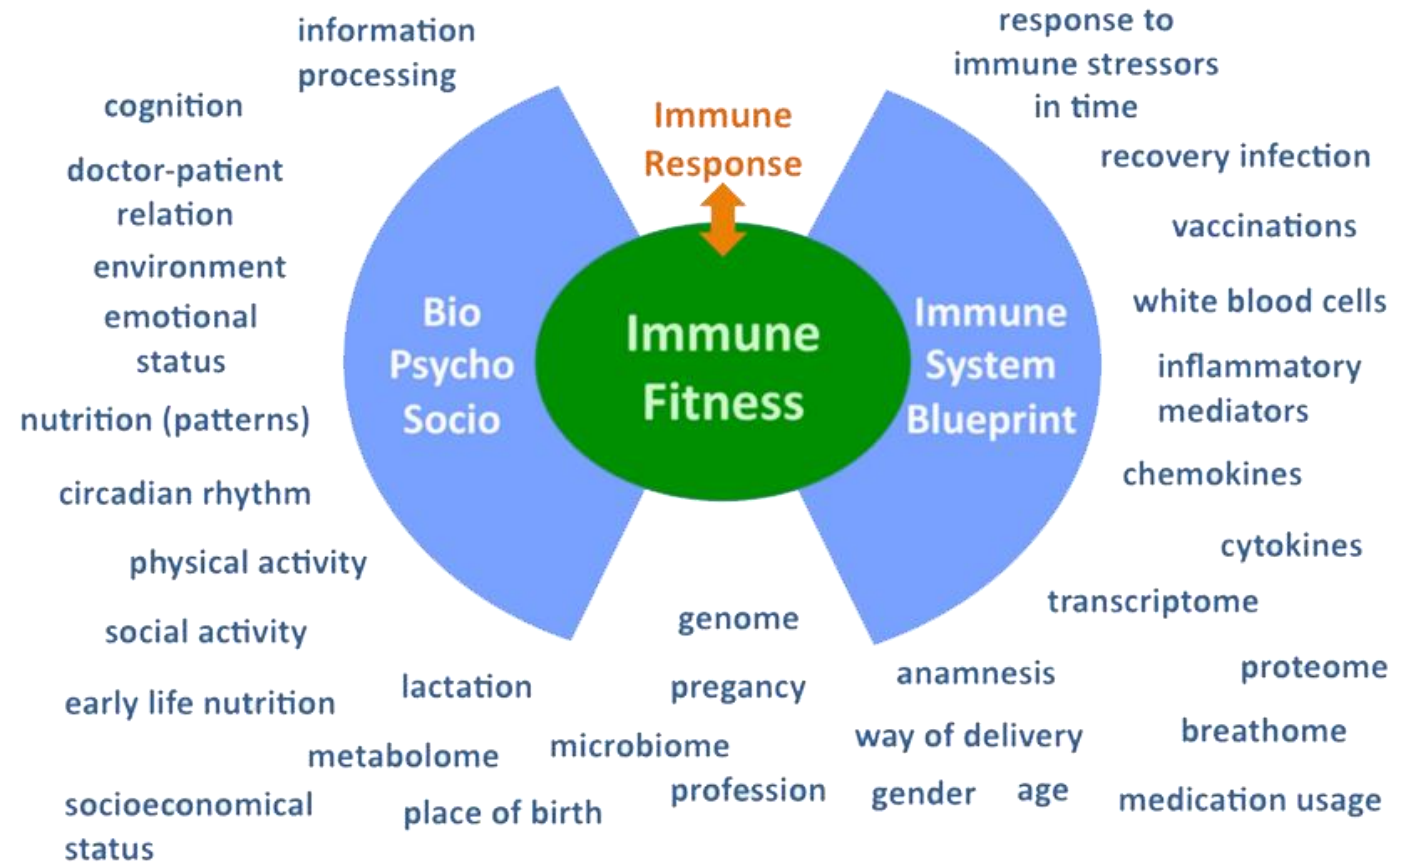 information
processing
cognition
doctor-patient
relation
environment
emotional
status
nutrition (patterns)
circadian rhythm
physical activity
social activity
early life nutrition
socioeconomical
status
Immune
Response
Bio
Psycho
Socio
Immune
Fitness
Immune
System
Blueprint
response to
immune stressors
in time
recovery infection
vaccinations
white blood cells
inflammatory
mediators
chemokines
cytokines
transcriptome
proteome
breathome
medication usage
genome
lactation
pregancy
anamnesis
metabolome
microbiome
way of delivery
place of birth
profession
gender
age